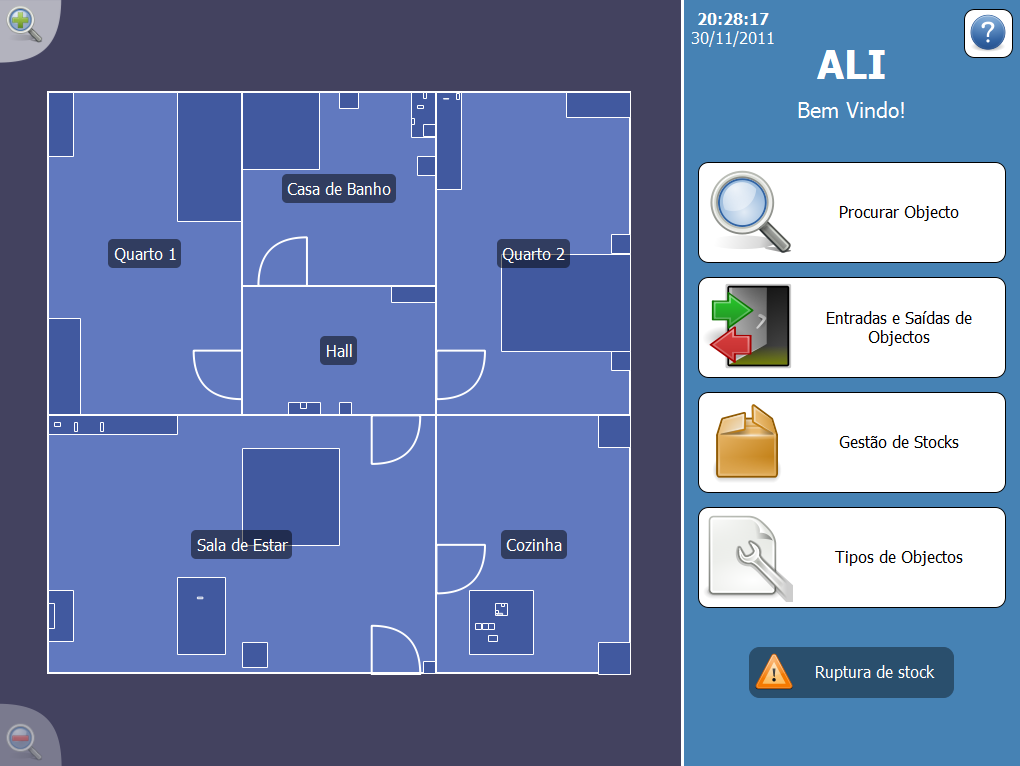 20:28:17
30/11/2011
?
ALI
Bem Vindo!
Casa de Banho
Quarto 1
Quarto 2
Hall
Sala de Estar
Cozinha
Procurar Objecto
Entradas e Saídas de
Objectos
Gestão de Stocks
Tipos de Objectos
Ruptura de stock